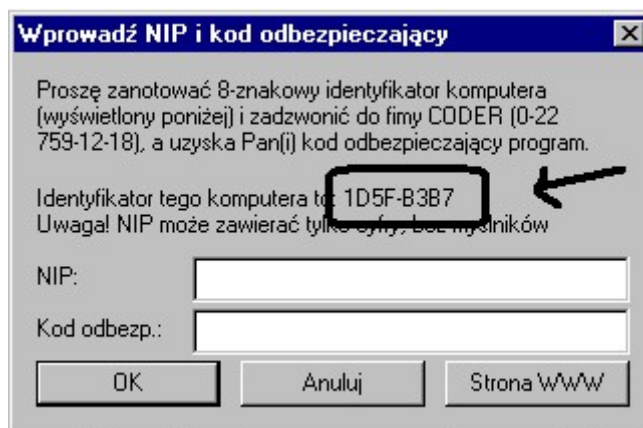 Wprowadź NIP i kod odbezpieczający
Proszę zanotować 8-znakowy identyfikator komputera
(wyświetlony poniżej) i zadzwonić do fimy CODER (0-22
759-12-18), a uzyska Pan(i) kod odbezpieczający program.
Identyfikator tego komputera to: 1D5F-B3B7
Uwaga! NIP może zawierać tylko cyfry, bez myślników
NIP:
Kod odbezp.:
OK Anuluj Strona WWW